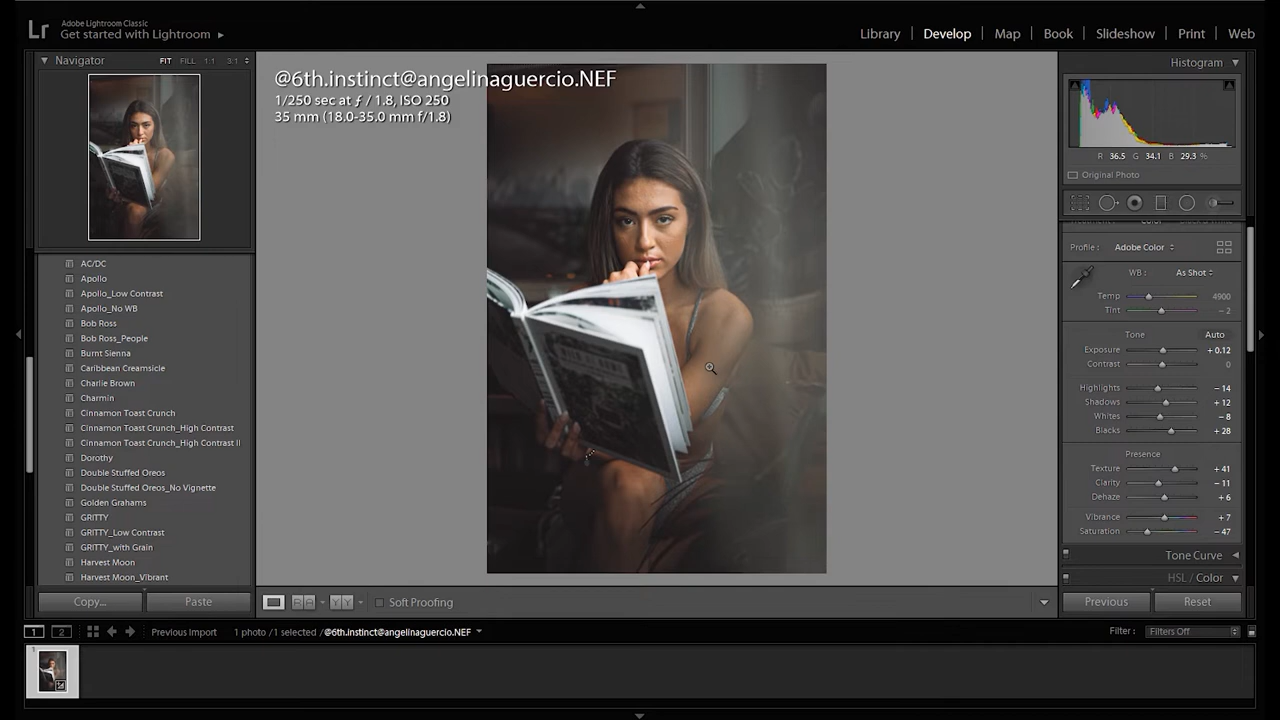 Lr
Adobe Lightroom Classic
Get started with Lightroom
Library | Develop | Map | Book | Slideshow | Print | Web
Navigator FIT FILL 1:1 3:1
@6th.instinct@angelinaguercio.NEF
1/250 sec at ƒ / 1.8, ISO 250
35 mm (18.0-35.0 mm f/1.8)
Histogram
R 36.5 G 34.1 B 29.3 %
Original Photo
Profile : Adobe Color
WB : As Shot
Temp 4900
Tint – 2
Tone Auto
Exposure + 0.12
Contrast 0
Highlights – 14
Shadows + 12
Whites – 8
Blacks + 28
Presence
Texture + 41
Clarity – 11
Dehaze + 6
Vibrance + 7
Saturation – 47
Tone Curve
HSL / Color
Previous Reset
AC/DC
Apollo
Apollo_Low Contrast
Apollo_No WB
Bob Ross
Bob Ross_People
Burnt Sienna
Caribbean Creamsicle
Charlie Brown
Charmin
Cinnamon Toast Crunch
Cinnamon Toast Crunch_High Contrast
Cinnamon Toast Crunch_High Contrast II
Dorothy
Double Stuffed Oreos
Double Stuffed Oreos_No Vignette
Golden Grahams
GRITTY
GRITTY_Low Contrast
GRITTY_with Grain
Harvest Moon
Harvest Moon_Vibrant
Copy... Paste
RA YY Soft Proofing
1 2 Previous Import 1 photo / 1 selected / @6th.instinct@angelinaguercio.NEF Filter : Filters Off
1